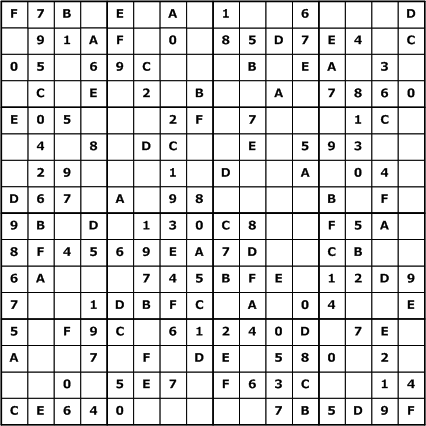 F 7 B E A 1 6 D
9 1 A F 0 8 5 D 7 E 4 C
0 5 6 9 C B E A 3
C E 2 B A 7 8 6 0
E 0 5 2 F 7 1 C
4 8 D C E 5 9 3
2 9 1 D A 0 4
D 6 7 A 9 8 B F
9 B D 1 3 0 C 8 F 5 A
8 F 4 5 6 9 E A 7 D C B
6 A 7 4 5 B F E 1 2 D 9
7 1 D B F C A 0 4 E
5 F 9 C 6 1 2 4 0 D 7 E
A 7 F D E 5 8 0 2
0 5 E 7 F 6 3 C 1 4
C E 6 4 0 7 B 5 D 9 F